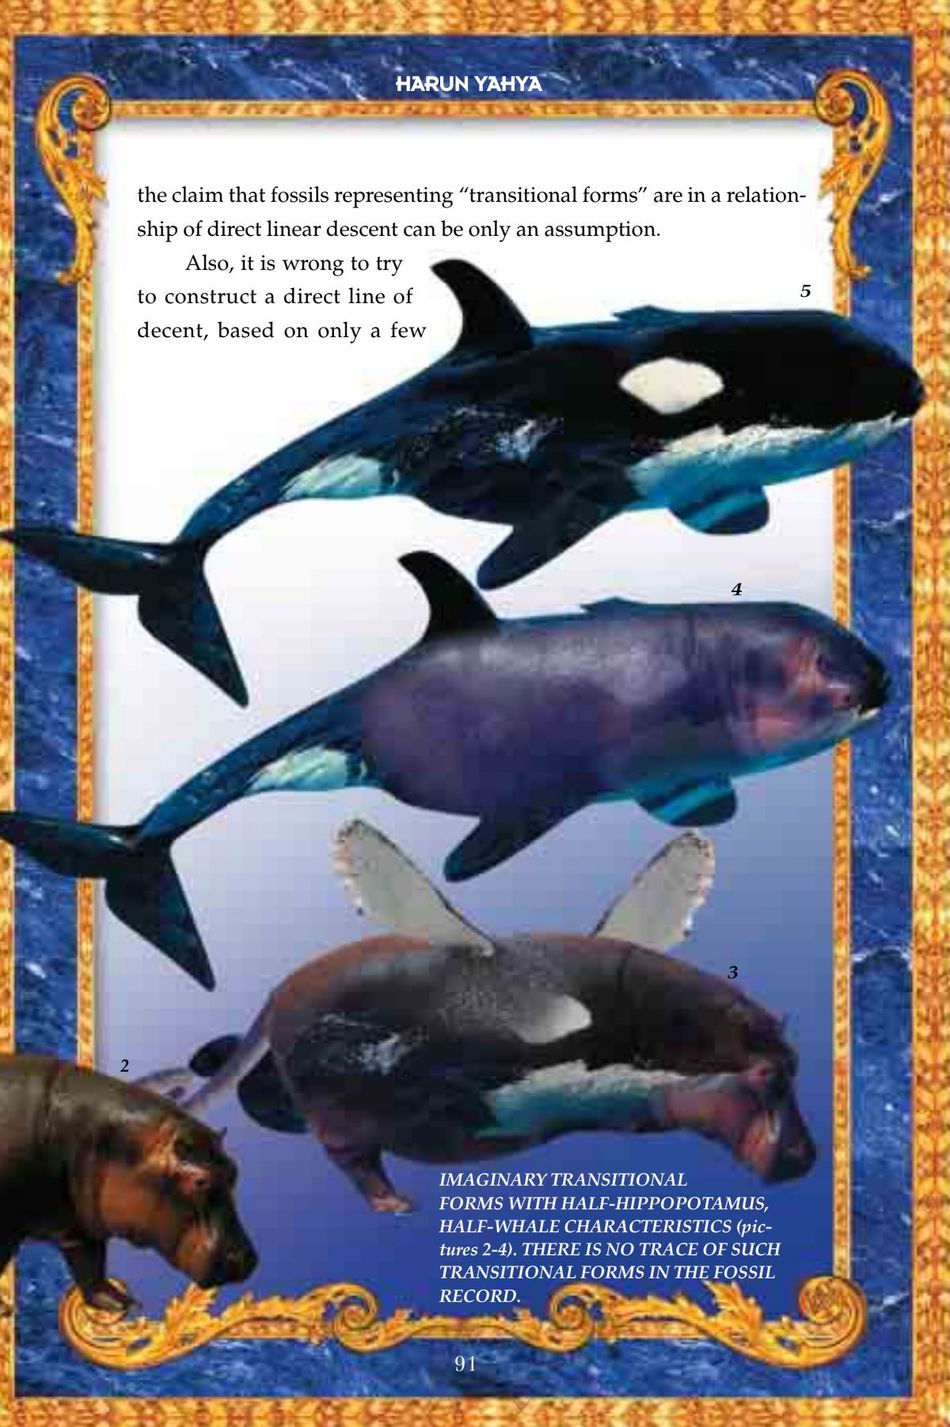 HARUN YAHYA
the claim that fossils representing “transitional forms” are in a relation-
ship of direct linear descent can be only an assumption.
Also, it is wrong to try
to construct a direct line of
decent, based on only a few
5
4
3
2
IMAGINARY TRANSITIONAL
FORMS WITH HALF-HIPPOPOTAMUS,
HALF-WHALE CHARACTERISTICS (pic-
tures 2-4). THERE IS NO TRACE OF SUCH
TRANSITIONAL FORMS IN THE FOSSIL
RECORD.
91